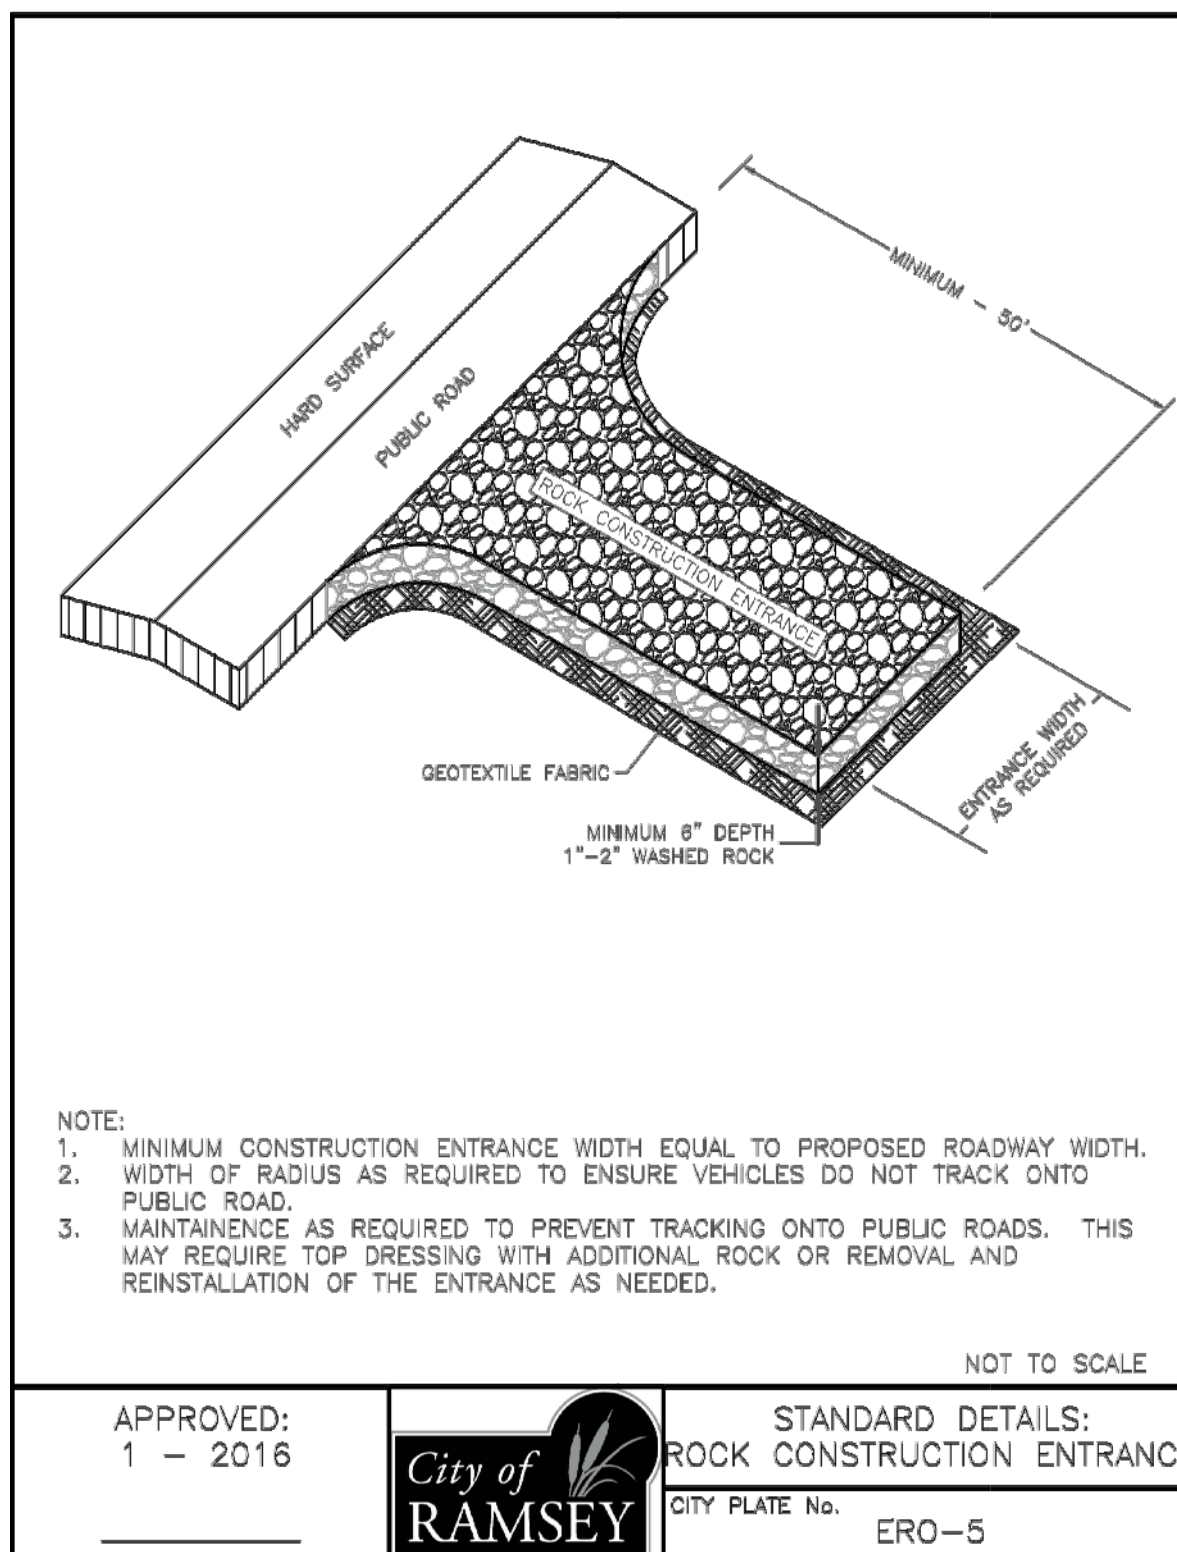 MINIMUM - 50'
HARD SURFACE
PUBLIC ROAD
ROCK CONSTRUCTION ENTRANCE
GEOTEXTILE FABRIC
MINIMUM 6" DEPTH
1"-2" WASHED ROCK
ENTRANCE WIDTH
AS REQUIRED
NOTE:
1. MINIMUM CONSTRUCTION ENTRANCE WIDTH EQUAL TO PROPOSED ROADWAY WIDTH.
2. WIDTH OF RADIUS AS REQUIRED TO ENSURE VEHICLES DO NOT TRACK ONTO
PUBLIC ROAD.
3. MAINTAINENCE AS REQUIRED TO PREVENT TRACKING ONTO PUBLIC ROADS. THIS
MAY REQUIRE TOP DRESSING WITH ADDITIONAL ROCK OR REMOVAL AND
REINSTALLATION OF THE ENTRANCE AS NEEDED.
NOT TO SCALE
APPROVED:
1 - 2016
City of
RAMSEY
STANDARD DETAILS:
ROCK CONSTRUCTION ENTRANC
CITY PLATE No.
ERO-5